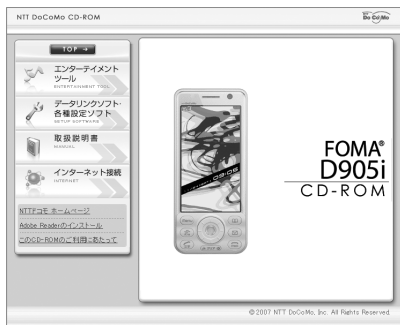 NTT DoCoMo CD-ROM
NTT
DoCoMo
TOP →
エンターテイメント
ツール
ENTERTAINMENT TOOL
データリンクソフト・
各種設定ソフト
SETUP SOFTWARE
取扱説明書
MANUAL
インターネット接続
INTERNET
NTTドコモ ホームページ
Adobe Readerのインストール
このCD-ROMのご利用にあたって
09:05
Menu
FOMA®
D905i
CD-ROM
© 2007 NTT DoCoMo, Inc. All Rights Reserved.